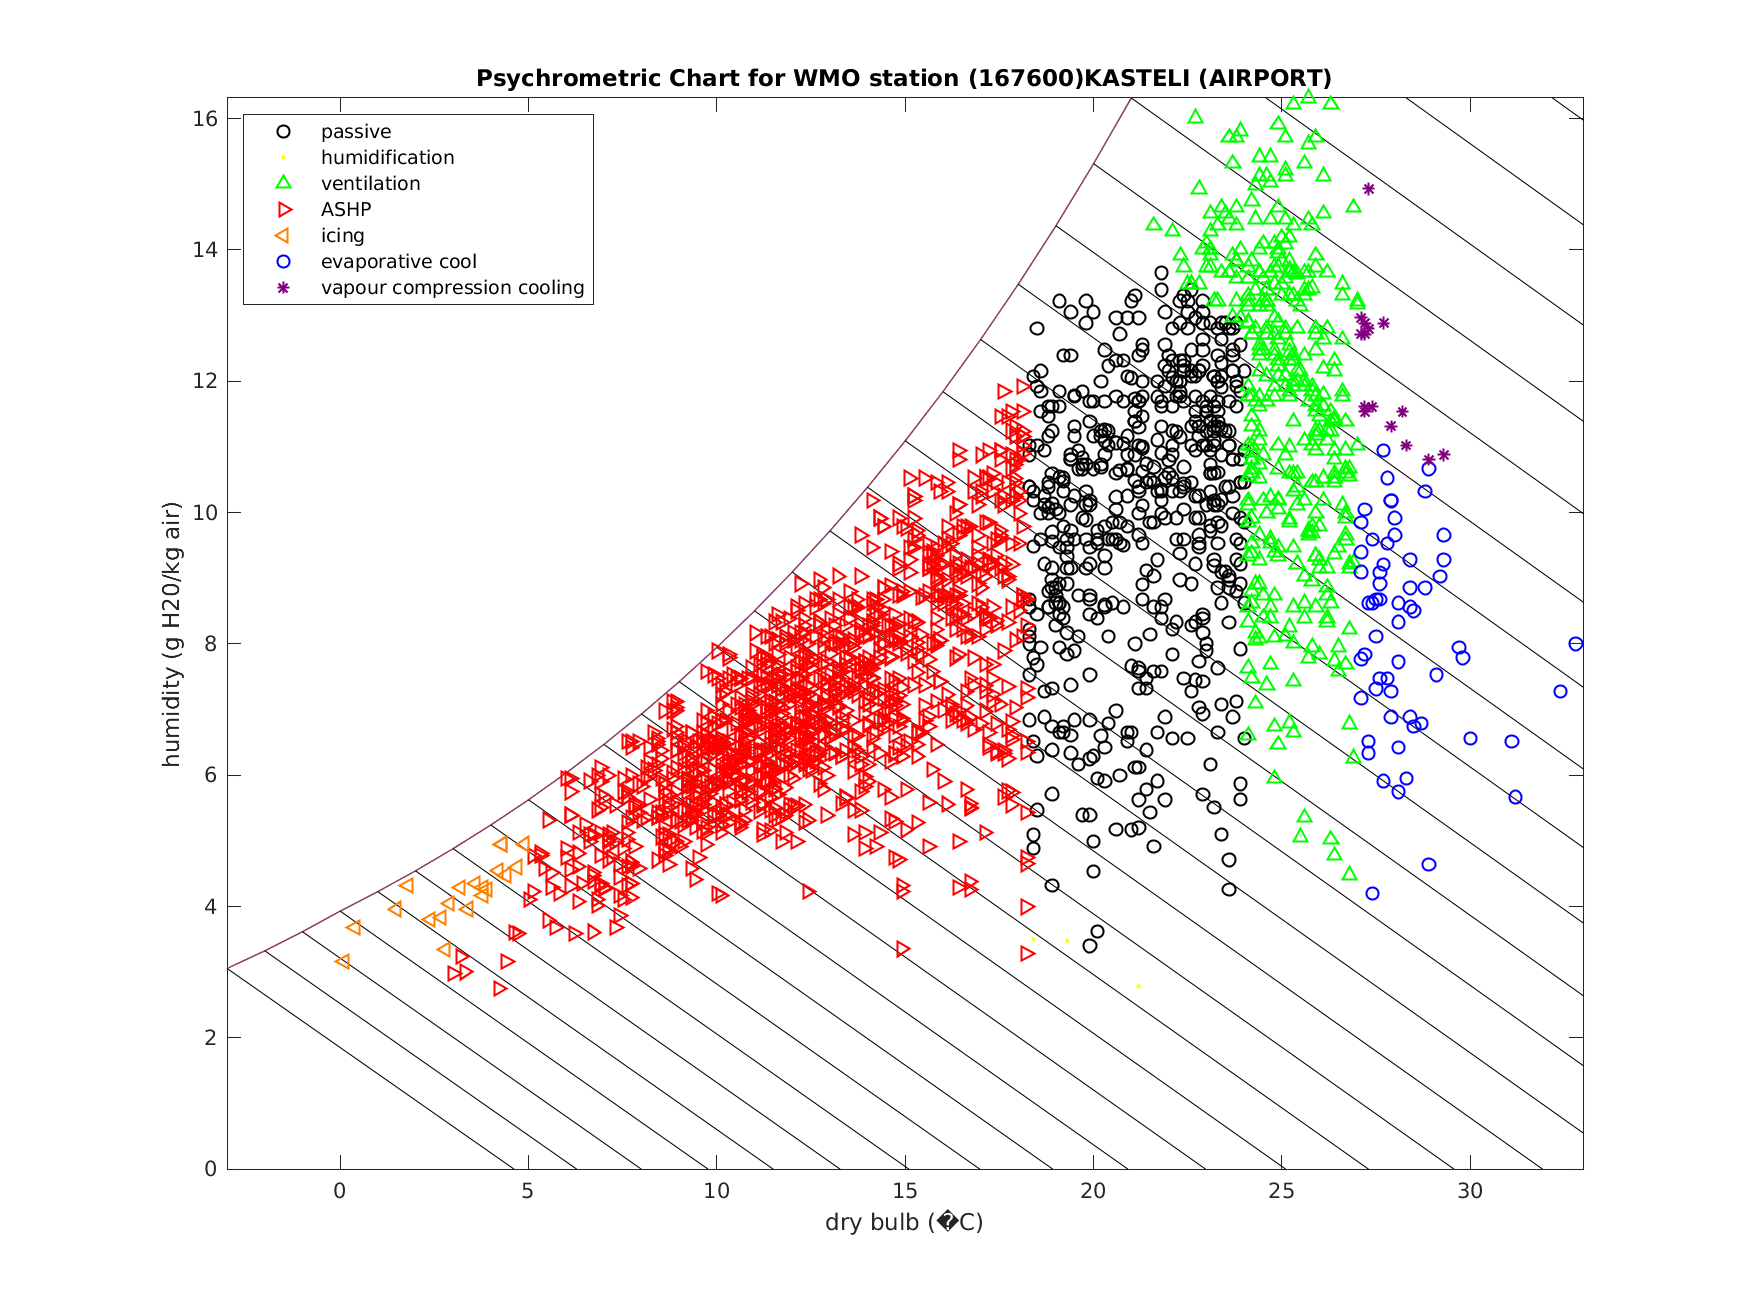 Psychrometric Chart for WMO station (167600)KASTELI (AIRPORT)
16
14
12
10
8
6
4
2
0
humidity (g H20/kg air)
passive
humidification
ventilation
ASHP
icing
evaporative cool
vapour compression cooling
0 5 10 15 20 25 30
dry bulb (�C)